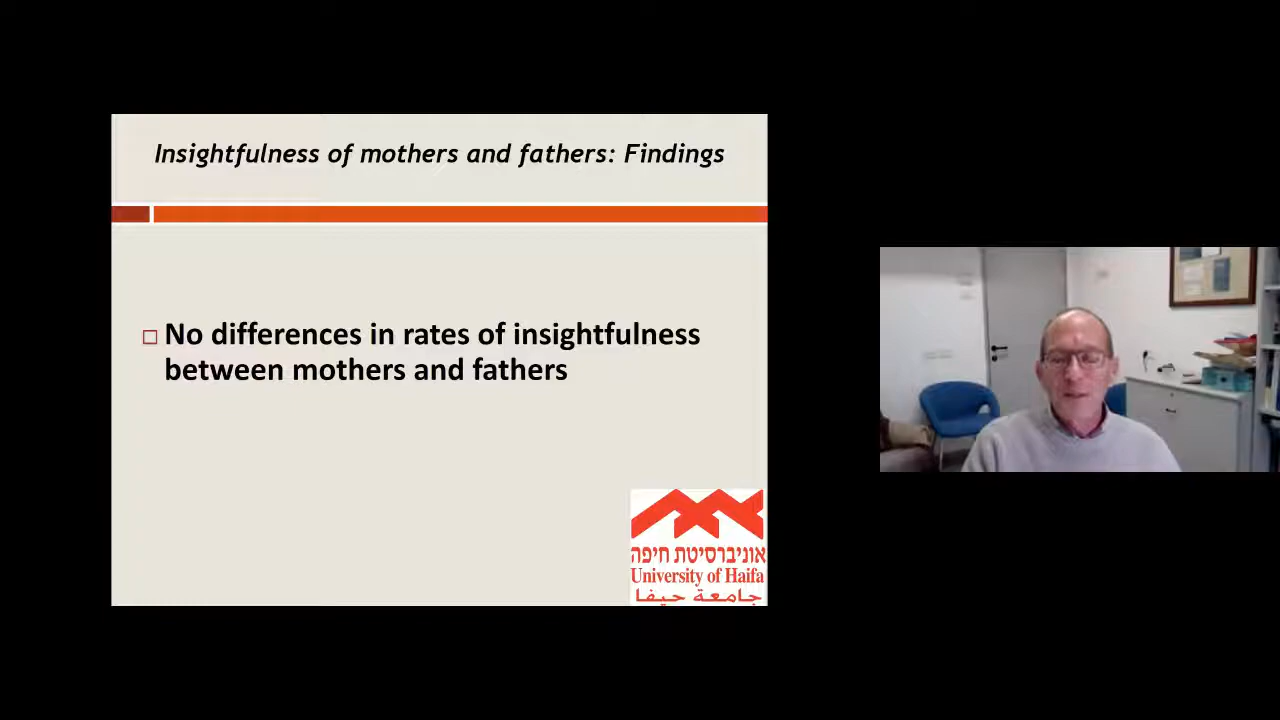 Insightfulness of mothers and fathers: Findings
No differences in rates of insightfulness
between mothers and fathers
אוניברסיטת חיפה
University of Haifa
جامعة حيفا